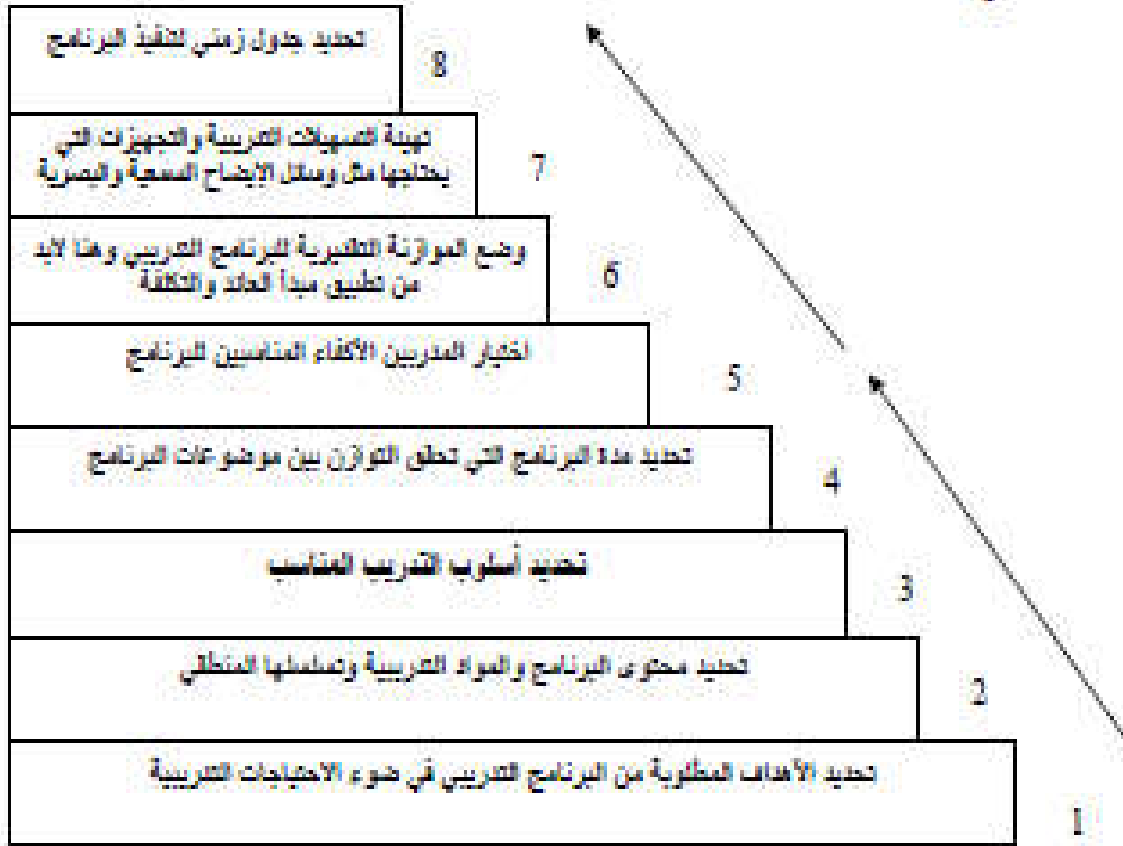 تحديد جدول زمني لتنفيذ البرنامج
8
تهيئة التسهيلات التدريبية والتجهيزات التي
يحتاجها مثل وسائل الإيضاح السمعية والبصرية
7
وضع الموازنة التقديرية للبرنامج التدريبي وهنا لابد
من تطبيق مبدأ العائد والتكلفة
6
اختيار المدربين الأكفاء المناسبين للبرنامج
5
تحديد مدة البرنامج التي تحقق التوازن بين موضوعات البرنامج
4
تحديد أسلوب التدريب المناسب
3
تحديد محتوى البرنامج والمواد التدريبية وتسلسلها المنطقي
2
تحديد الأهداف المطلوبة من البرنامج التدريبي في ضوء الاحتياجات التدريبية
1